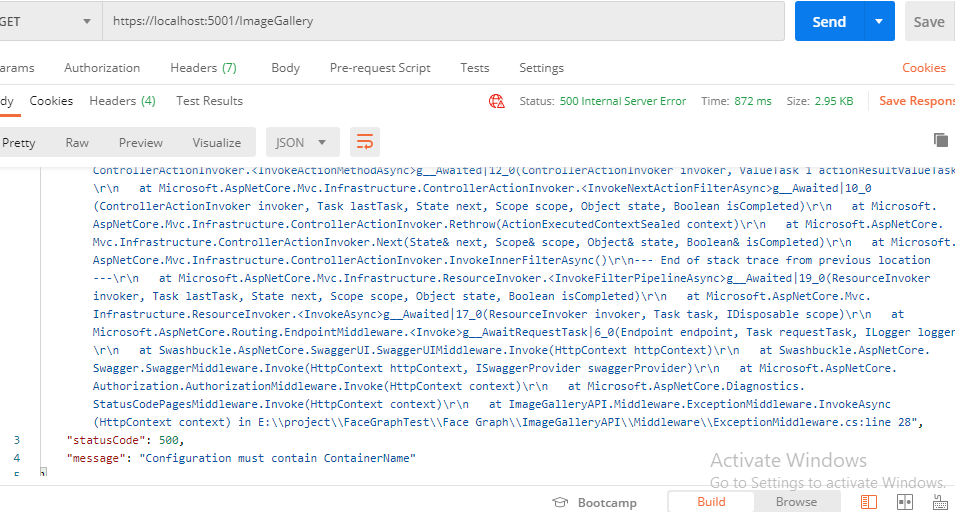 GET https://localhost:5001/ImageGallery Send Save
arams Authorization Headers (7) Body Pre-request Script Tests Settings Cookies
dy Cookies Headers (4) Test Results Status: 500 Internal Server Error Time: 872 ms Size: 2.95 KB Save Respons
Pretty Raw Preview Visualize JSON
ControllerActionInvoker.<InvokeActionMethodAsync>g__Awaited|12_0(ControllerActionInvoker invoker, ValueTask`1 actionResultValueTask
\r\n   at Microsoft.AspNetCore.Mvc.Infrastructure.ControllerActionInvoker.<InvokeNextActionFilterAsync>g__Awaited|10_0
(ControllerActionInvoker invoker, Task lastTask, State next, Scope scope, Object state, Boolean isCompleted)\r\n   at Microsoft.
AspNetCore.Mvc.Infrastructure.ControllerActionInvoker.Rethrow(ActionExecutedContextSealed context)\r\n   at Microsoft.AspNetCore.
Mvc.Infrastructure.ControllerActionInvoker.Next(State& next, Scope& scope, Object& state, Boolean& isCompleted)\r\n   at Microsoft.
AspNetCore.Mvc.Infrastructure.ControllerActionInvoker.InvokeInnerFilterAsync()\r\n--- End of stack trace from previous location
---\r\n   at Microsoft.AspNetCore.Mvc.Infrastructure.ResourceInvoker.<InvokeFilterPipelineAsync>g__Awaited|19_0(ResourceInvoker
invoker, Task lastTask, State next, Scope scope, Object state, Boolean isCompleted)\r\n   at Microsoft.AspNetCore.Mvc.
Infrastructure.ResourceInvoker.<InvokeAsync>g__Awaited|17_0(ResourceInvoker invoker, Task task, IDisposable scope)\r\n   at
Microsoft.AspNetCore.Routing.EndpointMiddleware.<Invoke>g__AwaitRequestTask|6_0(Endpoint endpoint, Task requestTask, ILogger logger
\r\n   at Swashbuckle.AspNetCore.SwaggerUI.SwaggerUIMiddleware.Invoke(HttpContext httpContext)\r\n   at Swashbuckle.AspNetCore.
Swagger.SwaggerMiddleware.Invoke(HttpContext httpContext, ISwaggerProvider swaggerProvider)\r\n   at Microsoft.AspNetCore.
Authorization.AuthorizationMiddleware.Invoke(HttpContext context)\r\n   at Microsoft.AspNetCore.Diagnostics.
StatusCodePagesMiddleware.Invoke(HttpContext context)\r\n   at ImageGalleryAPI.Middleware.ExceptionMiddleware.InvokeAsync
(HttpContext context) in E:\\project\\FaceGraphTest\\Face Graph\\ImageGalleryAPI\\Middleware\\ExceptionMiddleware.cs:line 28",
3 "statusCode": 500,
4 "message": "Configuration must contain ContainerName"
5 }
Activate Windows
Go to Settings to activate Windows.
Bootcamp Build Browse